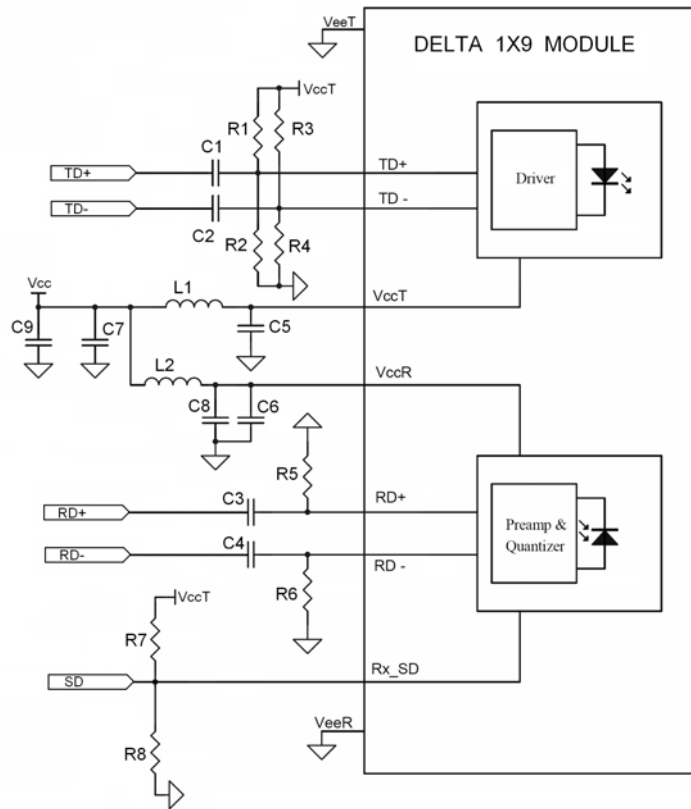 VeeT
DELTA 1X9 MODULE
VccT
R1
R3
C1
TD+
TD+
Driver
TD-
TD -
C2
R2
R4
Vcc
L1
VccT
C9
C7
C5
L2
VccR
C8
C6
R5
C3
RD+
RD+
Preamp &
Quantizer
C4
RD-
RD -
R6
VccT
R7
Rx_SD
SD
VeeR
R8